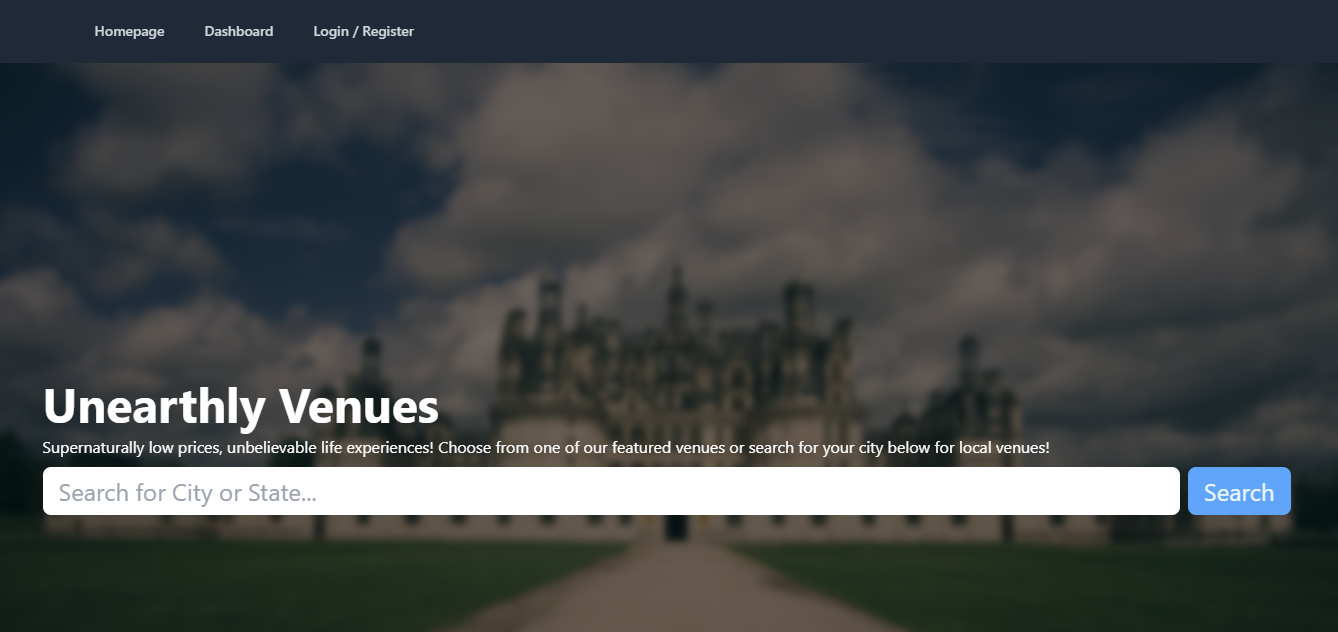 Homepage Dashboard Login / Register
Unearthly Venues
Supernaturally low prices, unbelievable life experiences! Choose from one of our featured venues or search for your city below for local venues!
Search for City or State... Search